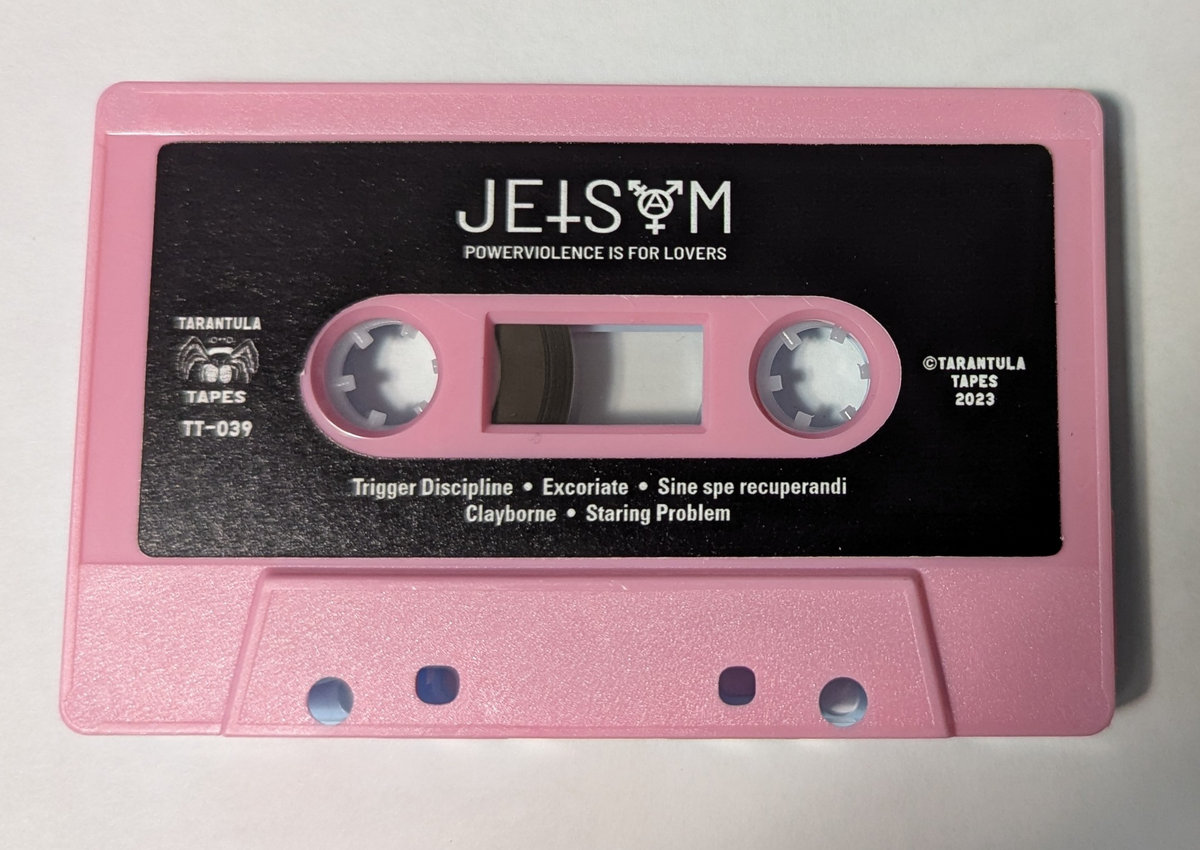 JETSOM
POWERVIOLENCE IS FOR LOVERS
TARANTULA
TAPES
TT-039
©TARANTULA
TAPES
2023
Trigger Discipline • Excoriate • Sine spe recuperandi
Clayborne • Staring Problem